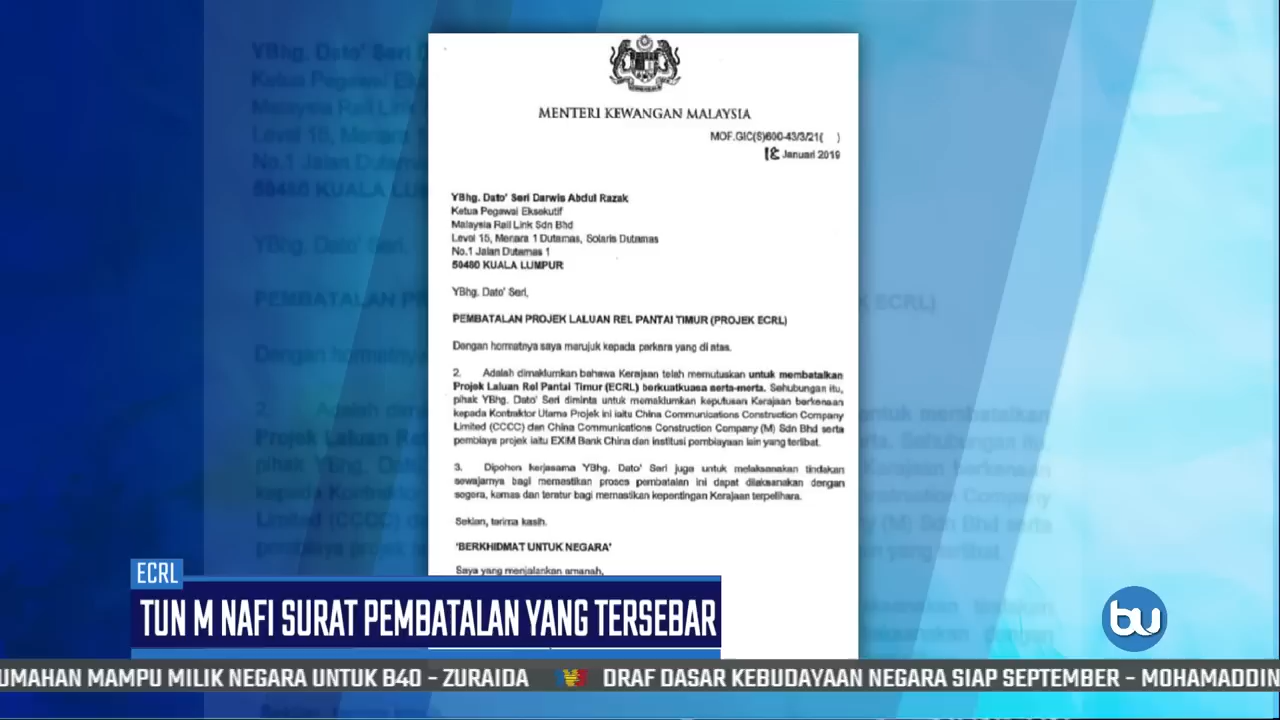 MENTERI KEWANGAN MALAYSIA
MOF.GIC(S)600-43/3/21( )
18 Januari 2019
YBhg. Dato' Seri Darwis Abdul Razak
Ketua Pegawai Eksekutif
Malaysia Rail Link Sdn Bhd
Level 15, Menara 1 Dutamas, Solaris Dutamas
No.1 Jalan Dutamas 1
50480 KUALA LUMPUR
YBhg. Dato' Seri,
PEMBATALAN PROJEK LALUAN REL PANTAI TIMUR (PROJEK ECRL)
Dengan hormatnya saya merujuk kepada perkara yang di atas.
2. Adalah dimaklumkan bahawa Kerajaan telah memutuskan untuk membatalkan
Projek Laluan Rel Pantai Timur (ECRL) berkuatkuasa serta-merta. Sehubungan itu,
pihak YBhg. Dato' Seri diminta untuk memaklumkan keputusan Kerajaan berkenaan
kepada Kontraktor Utama Projek ini iaitu China Communications Construction Company
Limited (CCCC) dan China Communications Construction Company (M) Sdn Bhd serta
pembiaya projek iaitu EXIM Bank China dan institusi pembiayaan lain yang terlibat.
3. Dipohon kerjasama YBhg. Dato' Seri juga untuk melaksanakan tindakan
sewajarnya bagi memastikan proses pembatalan ini dapat dilaksanakan dengan
segera, kemas dan teratur bagi memastikan kepentingan Kerajaan terpelihara.
Sekian, terima kasih.
'BERKHIDMAT UNTUK NEGARA'
Saya yang menjalankan amanah,
ECRL
TUN M NAFI SURAT PEMBATALAN YANG TERSEBAR
bu
UMAHAN MAMPU MILIK NEGARA UNTUK B40 - ZURAIDA DRAF DASAR KEBUDAYAAN NEGARA SIAP SEPTEMBER - MOHAMADDIN